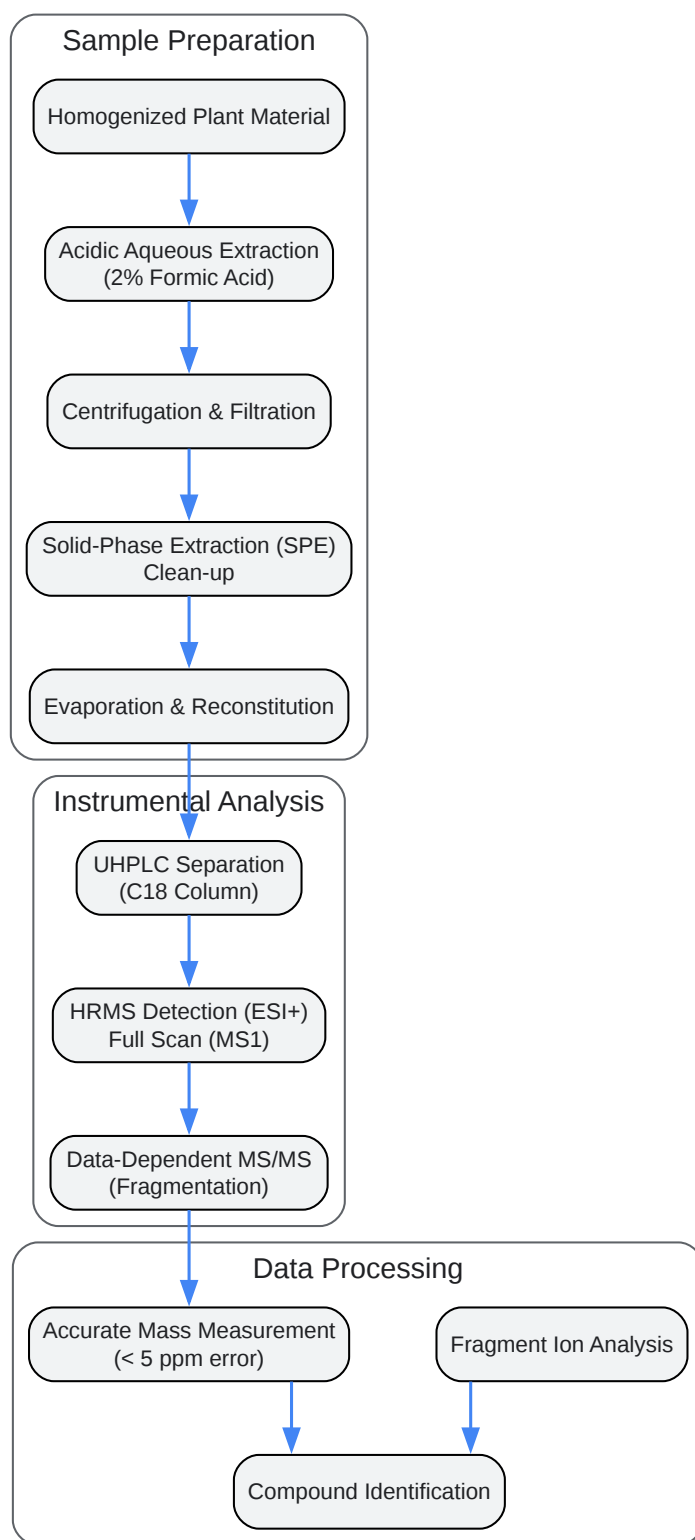 Sample Preparation
Homogenized Plant Material
Acidic Aqueous Extraction
(2% Formic Acid)
Centrifugation & Filtration
Solid-Phase Extraction (SPE)
Clean-up
Evaporation & Reconstitution
Instrumental Analysis
UHPLC Separation
(C18 Column)
HRMS Detection (ESI+)
Full Scan (MS1)
Data-Dependent MS/MS
(Fragmentation)
Data Processing
Accurate Mass Measurement
(< 5 ppm error)
Fragment Ion Analysis
Compound Identification